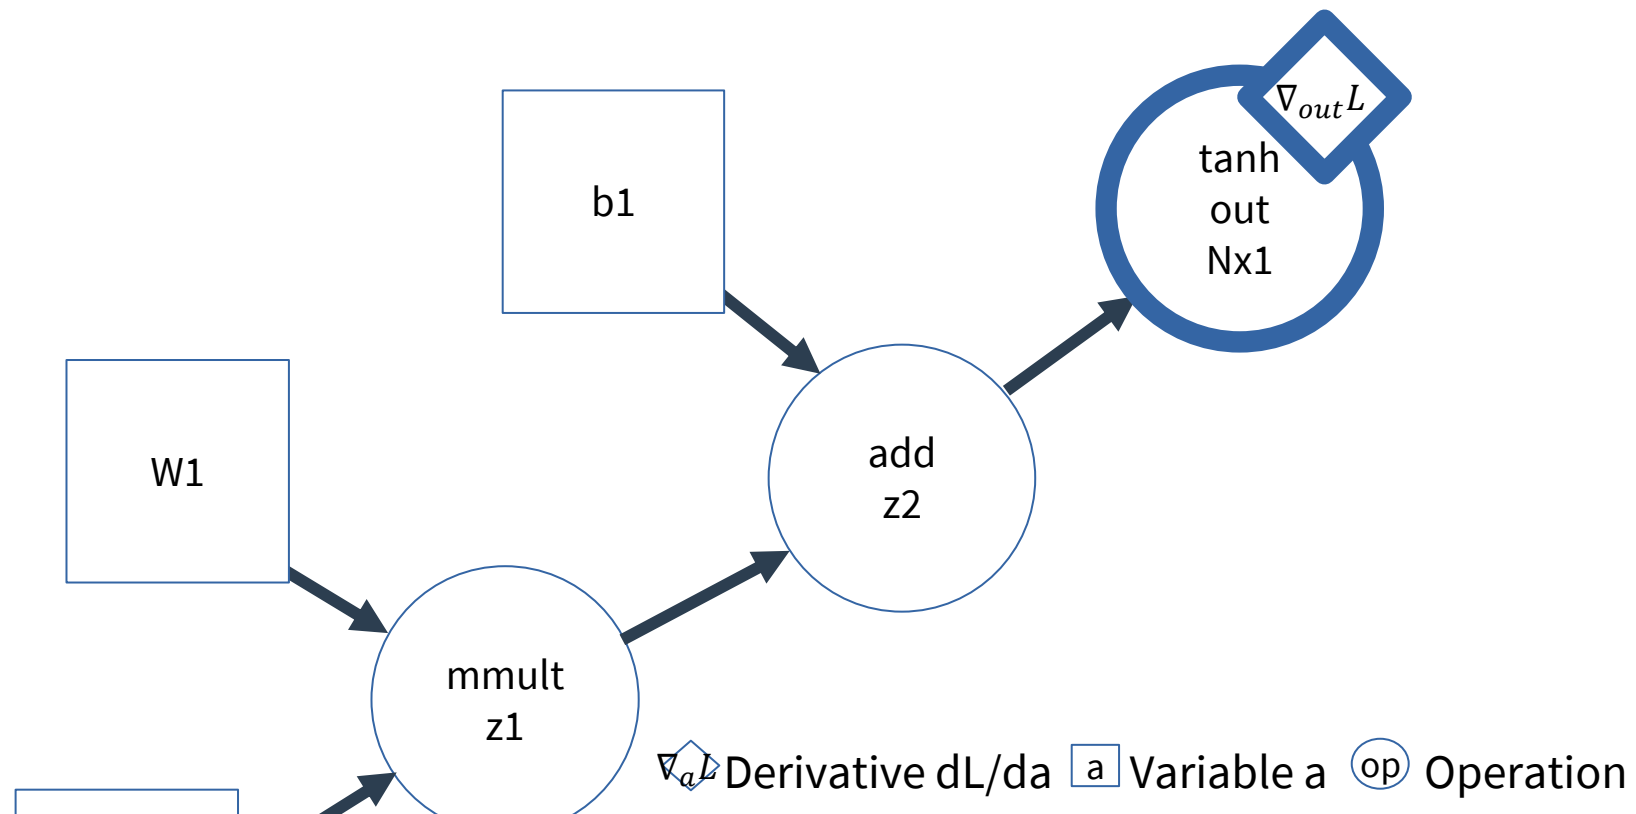 ∇outL
tanh
out
Nx1
b1
W1
add
z2
mmult
z1
∇aL Derivative dL/da a Variable a op Operation